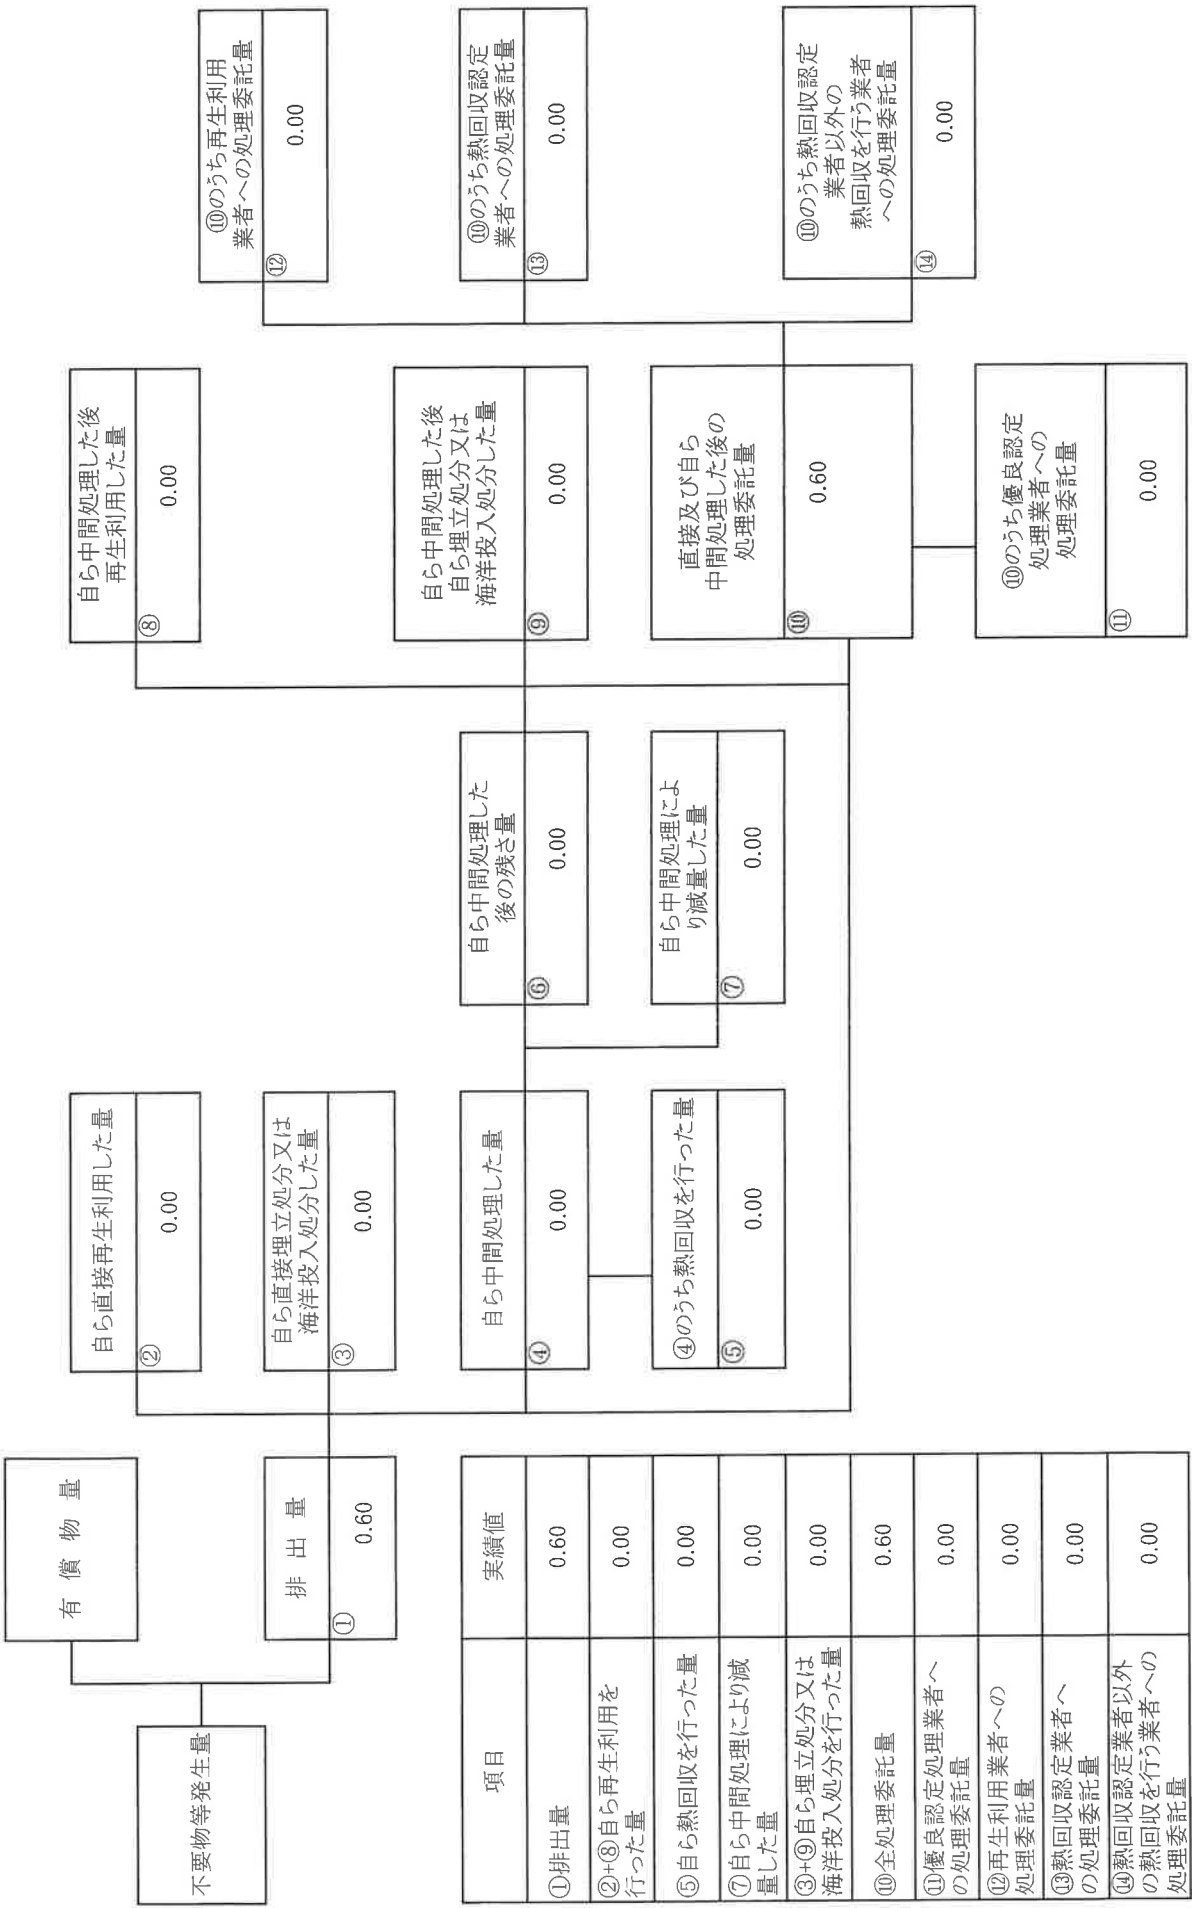 不要物等発生量
有 償 物 量
排 出 量
①
0.60
自ら直接再生利用した量
②
0.00
自ら直接埋立処分又は
海洋投入処分した量
③
0.00
自ら中間処理した量
④
0.00
④のうち熱回収を行った量
⑤
0.00
自ら中間処理した
後の残さ量
⑥
0.00
自ら中間処理によ
り減量した量
⑦
0.00
自ら中間処理した後
再生利用した量
⑧
0.00
自ら中間処理した後
自ら埋立処分又は
海洋投入処分した量
⑨
0.00
直接及び自ら
中間処理した後の
処理委託量
⑩
0.60
⑩のうち優良認定
処理業者への
処理委託量
⑪
0.00
⑩のうち再生利用
業者への処理委託量
⑫
0.00
⑩のうち熱回収認定
業者への処理委託量
⑬
0.00
⑩のうち熱回収認定
業者以外の
熱回収を行う業者
への処理委託量
⑭
0.00
項目 実績値
①排出量 0.60
②+⑧自ら再生利用を
行った量 0.00
⑤自ら熱回収を行った量 0.00
⑦自ら中間処理により減
量した量 0.00
③+⑨自ら埋立処分又は
海洋投入処分を行った量 0.00
⑩全処理委託量 0.60
⑪優良認定処理業者へ
の処理委託量 0.00
⑫再生利用業者への
処理委託量 0.00
⑬熱回収認定業者へ
の処理委託量 0.00
⑭熱回収認定業者以外
の熱回収を行う業者への
処理委託量 0.00